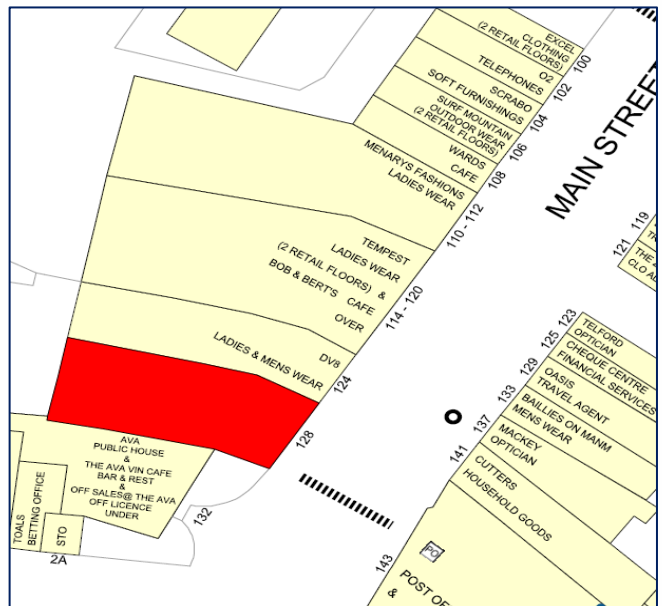 EXCEL
CLOTHING
(2 RETAIL FLOORS)
100
O2
TELEPHONES
102
SCRABO
SOFT FURNISHINGS
104
SURF MOUNTAIN
OUTDOOR WEAR
(2 RETAIL FLOORS)
106
WARDS
CAFE
108
MENARYS FASHIONS
LADIES WEAR
110 - 112
TEMPEST
LADIES WEAR
(2 RETAIL FLOORS) &
BOB & BERT'S CAFE
OVER
114 - 120
DV8
LADIES & MENS WEAR
124
128
AVA
PUBLIC HOUSE
&
THE AVA VIN CAFE
BAR & REST
&
OFF SALES@ THE AVA
OFF LICENCE
UNDER
132
TOALS
BETTING OFFICE
STO
2A
MAIN STREET
119
121
123
TELFORD
OPTICIAN
125
CHEQUE CENTRE
FINANCIAL SERVICES
129
OASIS
TRAVEL AGENT
133
BAILLIES ON MANM
MENS WEAR
137
MACKEY
OPTICIAN
141
CUTTERS
HOUSEHOLD GOODS
143
PO
POST OF
&